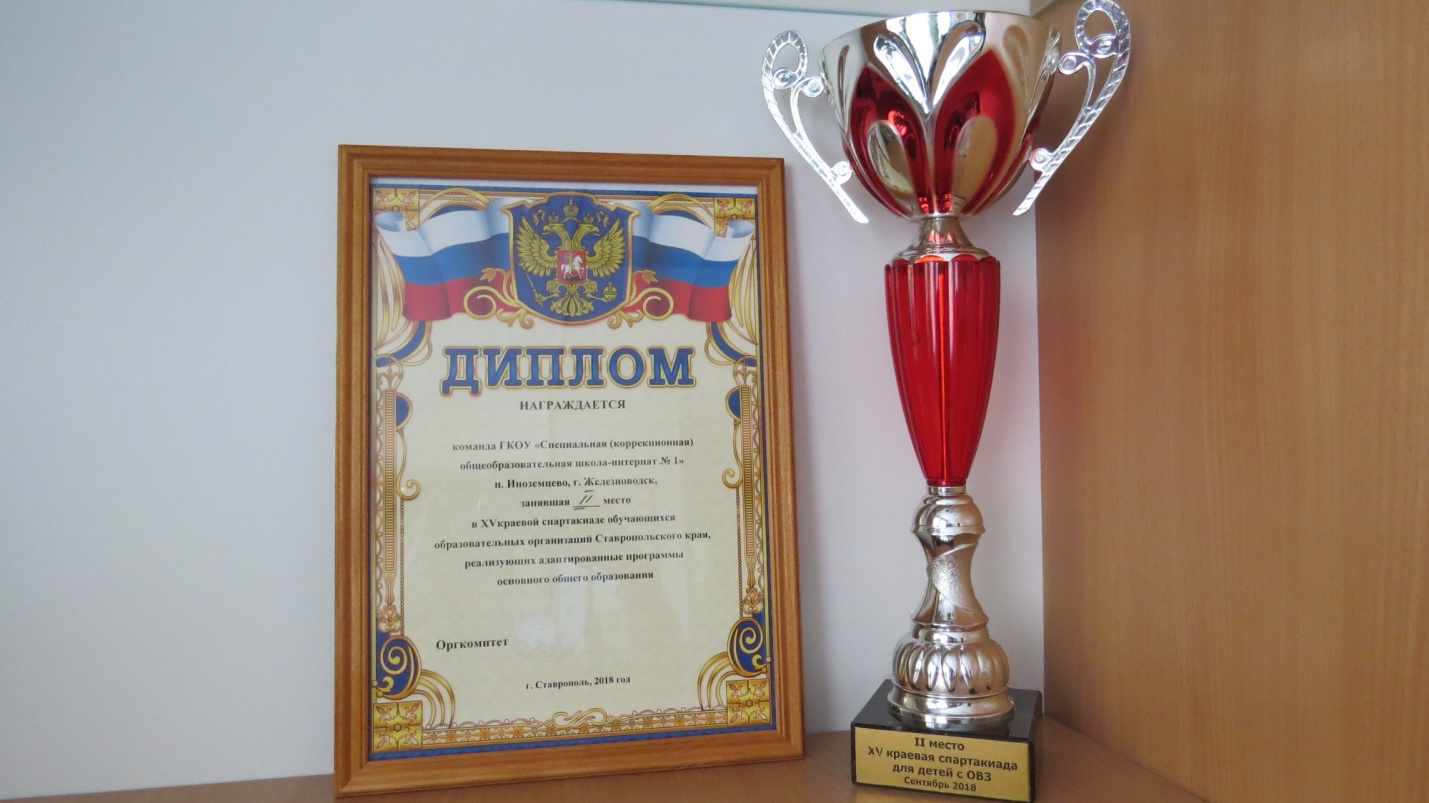 ДИПЛОМ
НАГРАЖДАЕТСЯ
команда ГКОУ «Специальная (коррекционная)
общеобразовательная школа-интернат № 1»
п. Иноземцево, г. Железноводск,
занявшая II место
в XVкраевой спартакиаде обучающихся
образовательных организаций Ставропольского края,
реализующих адаптированные программы
основного общего образования
Оргкомитет
г. Ставрополь, 2018 год
II место
XV краевая спартакиада
для детей с ОВЗ
Сентябрь 2018